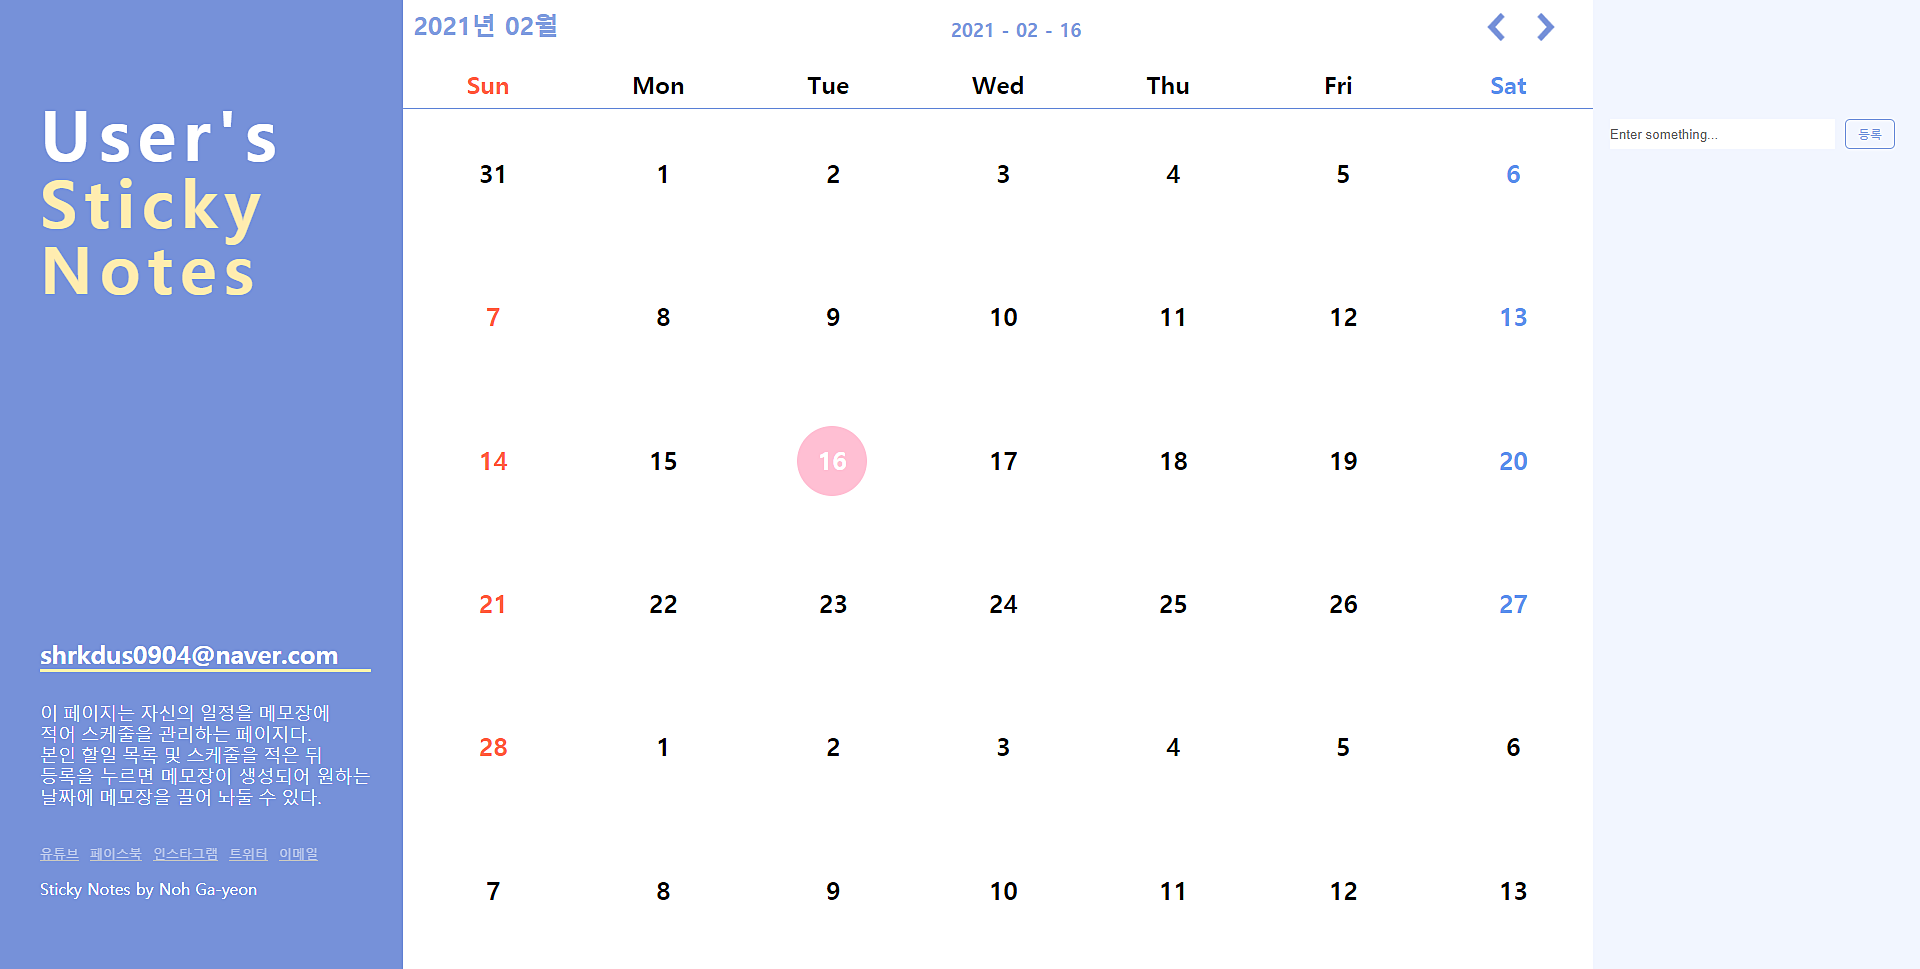 User's
Sticky
Notes
shrkdus0904@naver.com
이 페이지는 자신의 일정을 메모장에
적어 스케줄을 관리하는 페이지다.
본인 할일 목록 및 스케줄을 적은 뒤
등록을 누르면 메모장이 생성되어 원하는
날짜에 메모장을 끌어 놔둘 수 있다.
유튜브 페이스북 인스타그램 트위터 이메일
Sticky Notes by Noh Ga-yeon
2021년 02월
2021 - 02 - 16
Sun Mon Tue Wed Thu Fri Sat
31 1 2 3 4 5 6
7 8 9 10 11 12 13
14 15 16 17 18 19 20
21 22 23 24 25 26 27
28 1 2 3 4 5 6
7 8 9 10 11 12 13
Enter something... 등록